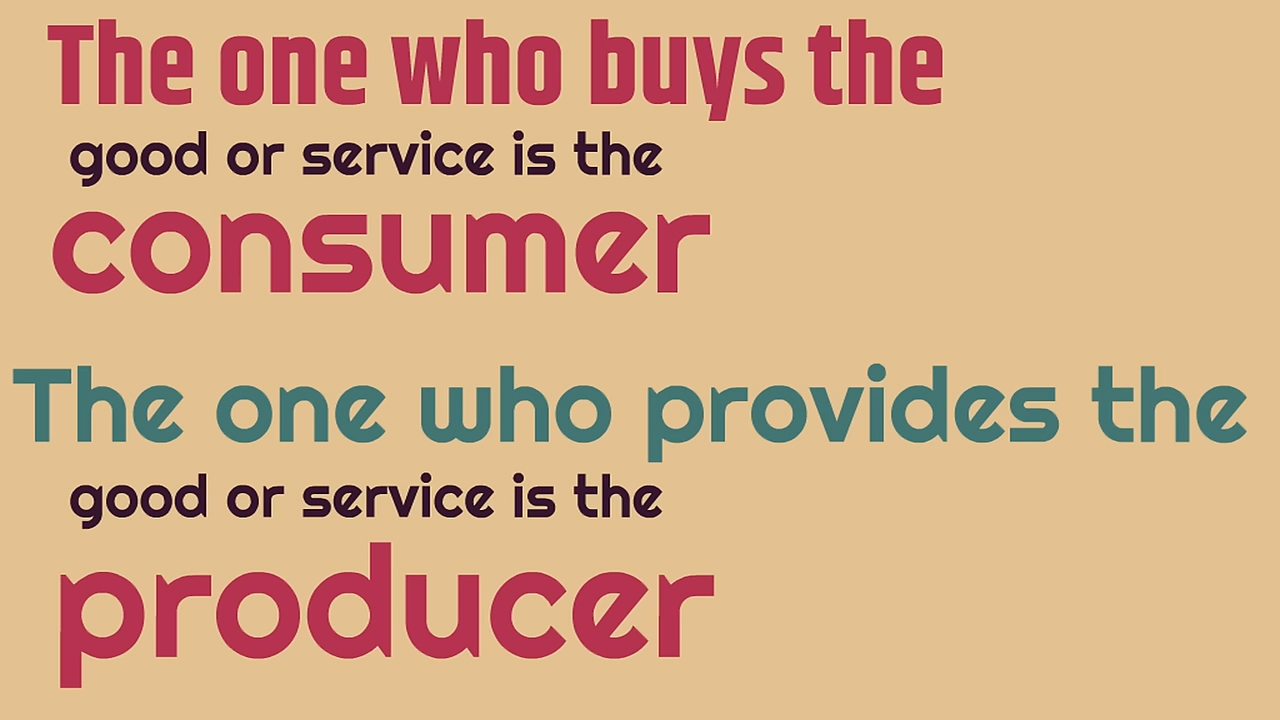 The one who buys the
good or service is the
consumer
The one who provides the
good or service is the
producer